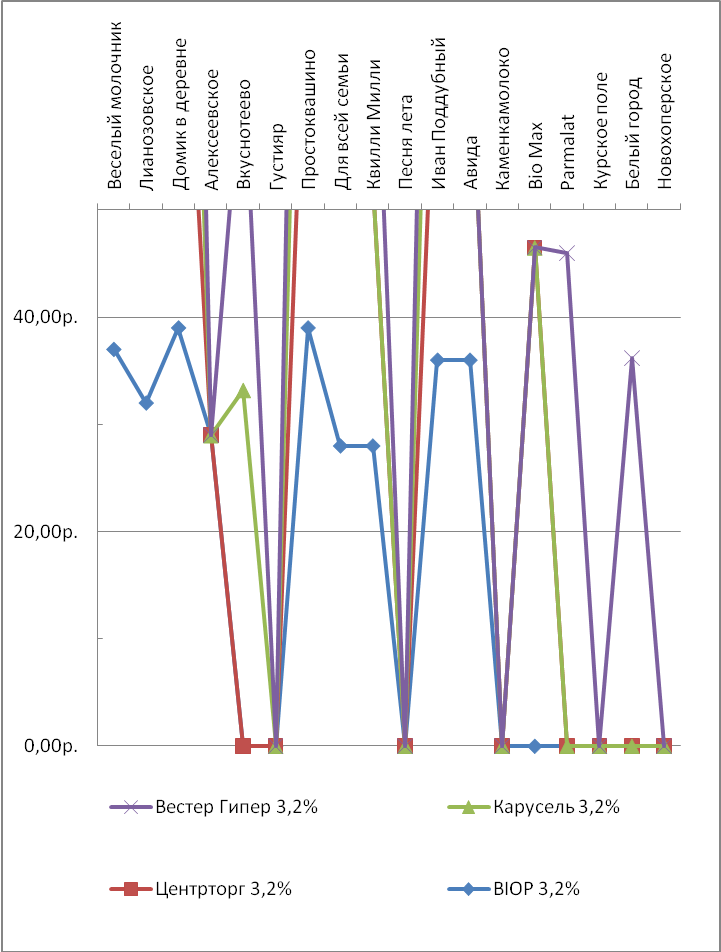 Веселый молочник
Лианозовское
Домик в деревне
Алексеевское
Вкуснотеево
Густияр
Простоквашино
Для всей семьи
Квилли Милли
Песня лета
Иван Поддубный
Авида
Каменкамолоко
Bio Max
Parmalat
Курское поле
Белый город
Новохоперское
40,00р.
20,00р.
0,00р.
Вестер Гипер 3,2%
Карусель 3,2%
Центрторг 3,2%
ВІОР 3,2%